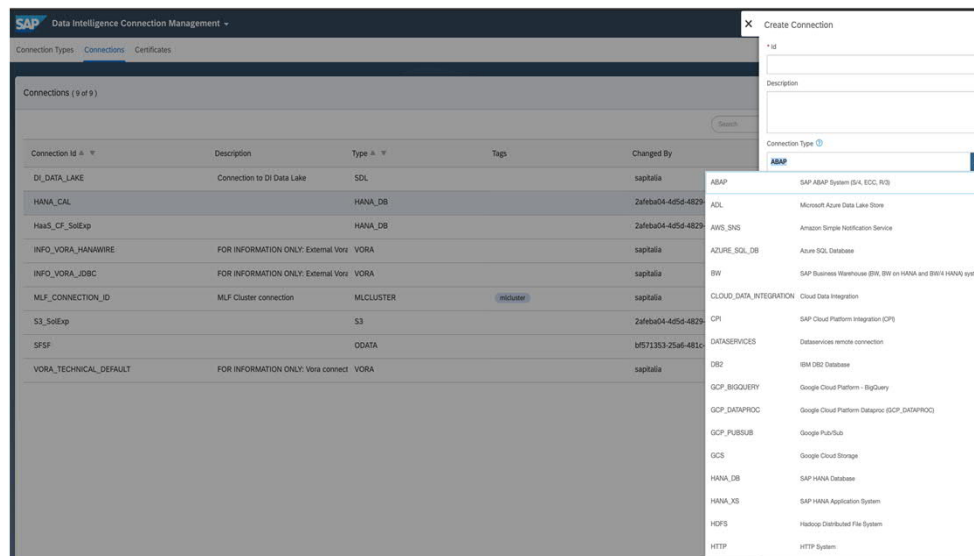 SAP Data Intelligence Connection Management
Connection Types Connections Certificates
Connections ( 9 of 9 )
Search
Connection Id Description Type Tags Changed By
DI_DATA_LAKE Connection to DI Data Lake SDL sapitalia
HANA_CAL HANA_DB 2afeba04-4d5d-4829-
HaaS_CF_SolExp HANA_DB 2afeba04-4d5d-4829-
INFO_VORA_HANAWIRE FOR INFORMATION ONLY: External Vora VORA sapitalia
INFO_VORA_JDBC FOR INFORMATION ONLY: External Vora VORA sapitalia
MLF_CONNECTION_ID MLF Cluster connection MLCLUSTER mlcluster sapitalia
S3_SolExp S3 2afeba04-4d5d-4829-
SFSF ODATA bf571353-25a6-481c-
VORA_TECHNICAL_DEFAULT FOR INFORMATION ONLY: Vora connect VORA sapitalia
Create Connection
* Id
Description
Connection Type
ABAP
ABAP SAP ABAP System (S/4, ECC, R/3)
ADL Microsoft Azure Data Lake Store
AWS_SNS Amazon Simple Notification Service
AZURE_SQL_DB Azure SQL Database
BW SAP Business Warehouse (BW, BW on HANA and BW/4 HANA) syst
CLOUD_DATA_INTEGRATION Cloud Data Integration
CPI SAP Cloud Platform Integration (CPI)
DATASERVICES Dataservices remote connection
DB2 IBM DB2 Database
GCP_BIGQUERY Google Cloud Platform - BigQuery
GCP_DATAPROC Google Cloud Platform Dataproc (GCP_DATAPROC)
GCP_PUBSUB Google Pub/Sub
GCS Google Cloud Storage
HANA_DB SAP HANA Database
HANA_XS SAP HANA Application System
HDFS Hadoop Distributed File System
HTTP HTTP System